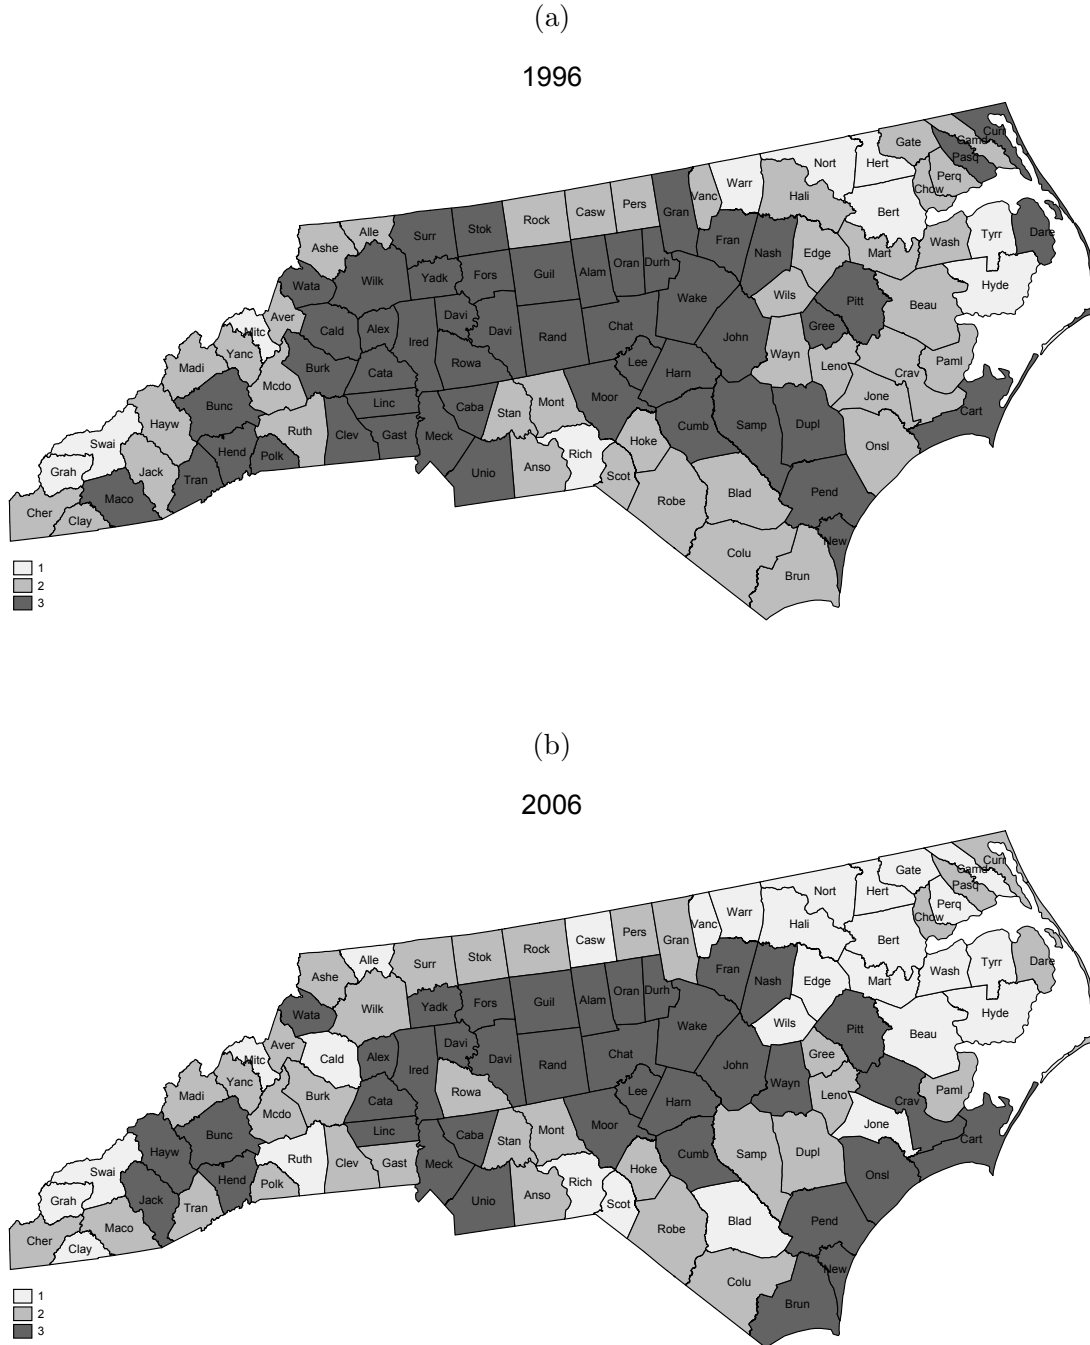 (a)
1996
Curr
Gate
Camd
Pasq
Nort
Hert
Perq
Warr
Vanc
Hali
Chow
Pers
Casw
Gran
Bert
Rock
Stok
Alle
Surr
Ashe
Fran
Nash
Edge
Mart
Wash
Tyrr
Dare
Wata
Wilk
Yadk
Fors
Guil
Alam
Oran
Durh
Wake
Wils
Pitt
Beau
Hyde
Aver
Mitc
Cald
Alex
Davi
Davi
Rand
Chat
John
Gree
Yanc
Ired
Madi
Mcdo
Burk
Cata
Rowa
Lee
Harn
Wayn
Leno
Crav
Paml
Bunc
Linc
Caba
Stan
Mont
Moor
Jone
Cart
Hayw
Ruth
Clev
Gast
Meck
Cumb
Samp
Dupl
Onsl
Swai
Hend
Polk
Rich
Hoke
Grah
Jack
Tran
Unio
Anso
Scot
Maco
Robe
Blad
Pend
Cher
Clay
New
Colu
Brun
1
2
3
(b)
2006
Curr
Gate
Camd
Pasq
Nort
Hert
Perq
Warr
Vanc
Hali
Chow
Pers
Casw
Gran
Bert
Rock
Stok
Alle
Surr
Ashe
Fran
Nash
Edge
Mart
Wash
Tyrr
Dare
Wata
Wilk
Yadk
Fors
Guil
Alam
Oran
Durh
Wake
Wils
Pitt
Beau
Hyde
Aver
Mitc
Cald
Alex
Davi
Davi
Rand
Chat
John
Gree
Yanc
Ired
Madi
Mcdo
Burk
Cata
Rowa
Lee
Harn
Wayn
Leno
Crav
Paml
Bunc
Linc
Caba
Stan
Mont
Moor
Jone
Cart
Hayw
Ruth
Clev
Gast
Meck
Cumb
Samp
Dupl
Onsl
Swai
Hend
Polk
Rich
Hoke
Grah
Jack
Tran
Unio
Anso
Scot
Maco
Robe
Blad
Pend
Cher
Clay
New
Colu
Brun
1
2
3